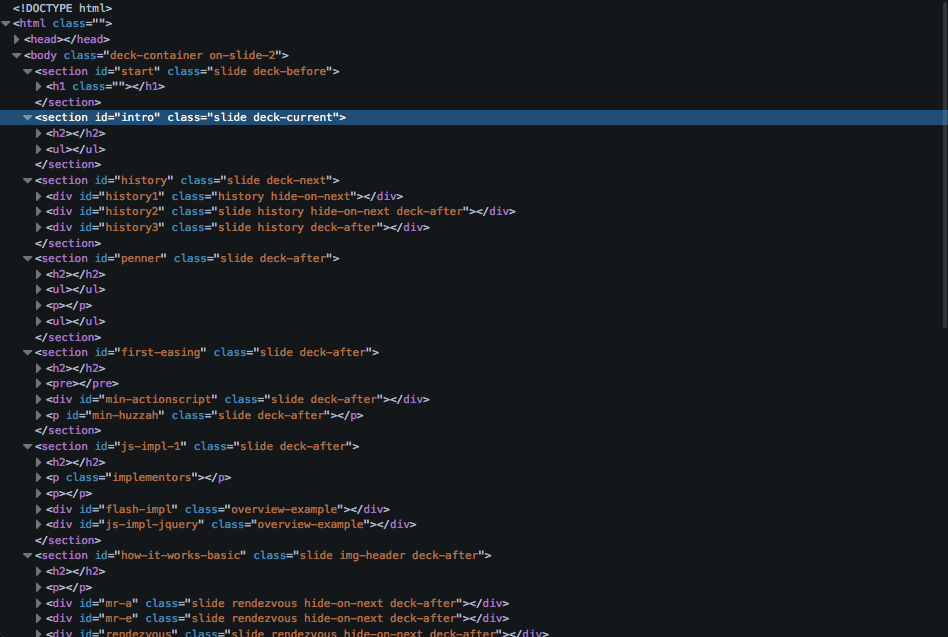 <!DOCTYPE html>
<html class="">
<head></head>
<body class="deck-container on-slide-2">
<section id="start" class="slide deck-before">
<h1 class=""></h1>
</section>
<section id="intro" class="slide deck-current">
<h2></h2>
<ul></ul>
</section>
<section id="history" class="slide deck-next">
<div id="history1" class="history hide-on-next"></div>
<div id="history2" class="slide history hide-on-next deck-after"></div>
<div id="history3" class="slide history deck-after"></div>
</section>
<section id="penner" class="slide deck-after">
<h2></h2>
<ul></ul>
<p></p>
<ul></ul>
</section>
<section id="first-easing" class="slide deck-after">
<h2></h2>
<pre></pre>
<div id="min-actionscript" class="slide deck-after"></div>
<p id="min-huzzah" class="slide deck-after"></p>
</section>
<section id="js-impl-1" class="slide deck-after">
<h2></h2>
<p class="implementors"></p>
<p></p>
<div id="flash-impl" class="overview-example"></div>
<div id="js-impl-jquery" class="overview-example"></div>
</section>
<section id="how-it-works-basic" class="slide img-header deck-after">
<h2></h2>
<p></p>
<div id="mr-a" class="slide rendezvous hide-on-next deck-after"></div>
<div id="mr-e" class="slide rendezvous hide-on-next deck-after"></div>
<div id="rendezvous" class="slide rendezvous hide-on-next deck-after"></div>